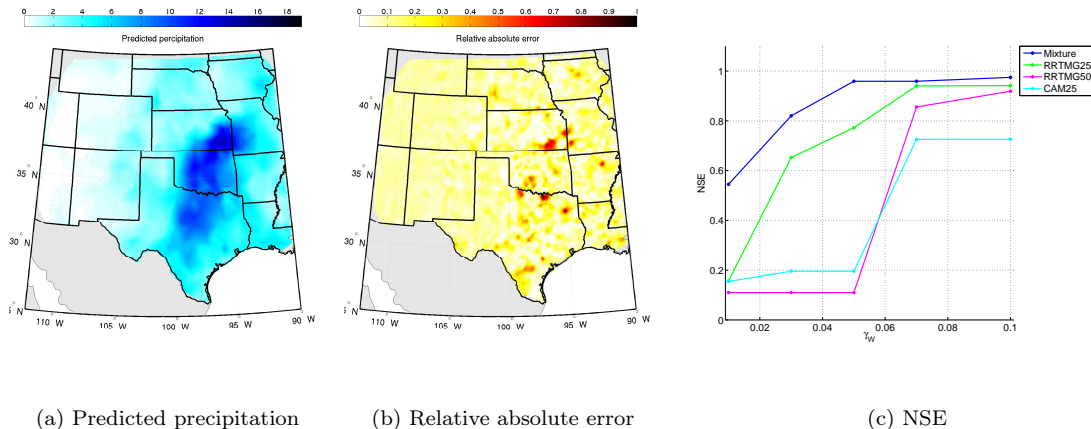 0 2 4 6 8 10 12 14 16 18
Predicted percipitation
40° N
35° N
30° N
5° N
110° W 105° W 100° W 95° W 90° W
0 0.1 0.2 0.3 0.4 0.5 0.6 0.7 0.8 0.9 1
Relative absolute error
40° N
35° N
30° N
5° N
110° W 105° W 100° W 95° W 90° W
Mixture
RRTMG25
RRTMG50
CAM25
NSE
1
0.8
0.6
0.4
0.2
0
0.02 0.04 0.06 0.08 0.1
γW
(a) Predicted precipitation
(b) Relative absolute error
(c) NSE